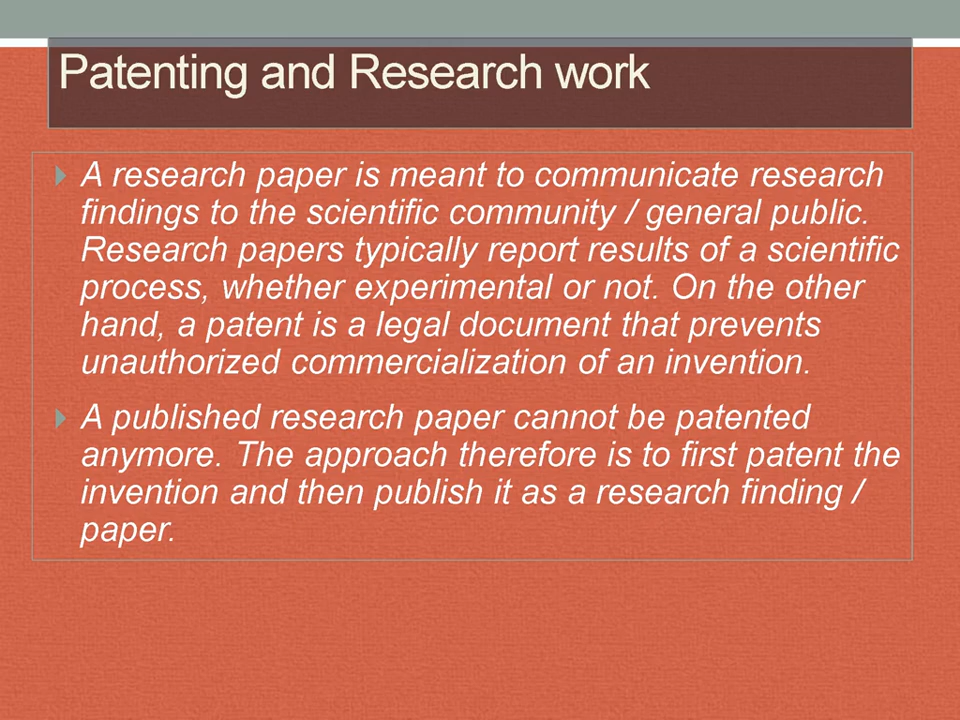 Patenting and Research work
A research paper is meant to communicate research
findings to the scientific community / general public.
Research papers typically report results of a scientific
process, whether experimental or not. On the other
hand, a patent is a legal document that prevents
unauthorized commercialization of an invention.
A published research paper cannot be patented
anymore. The approach therefore is to first patent the
invention and then publish it as a research finding /
paper.